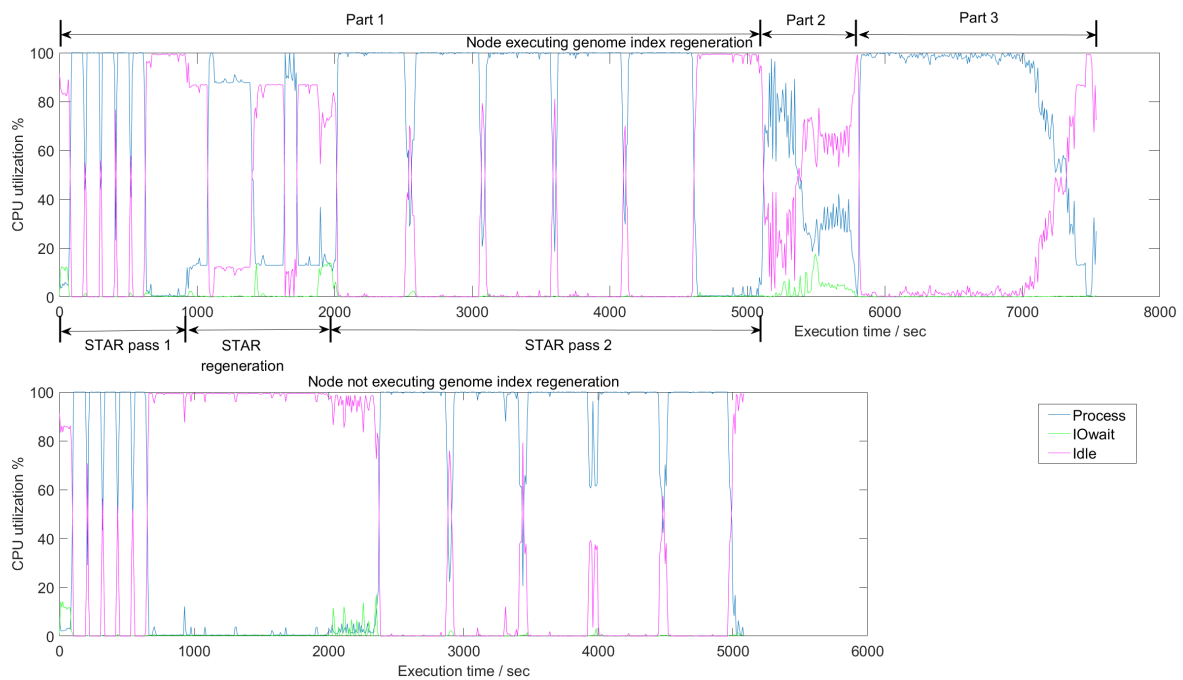 Part 1
Part 2
Part 3
Node executing genome index regeneration
100
80
60
40
20
0
CPU utilization %
0
1000
2000
3000
4000
5000
6000
7000
8000
Execution time / sec
STAR pass 1
STAR
regeneration
STAR pass 2
Node not executing genome index regeneration
100
80
60
40
20
0
CPU utilization %
0
1000
2000
3000
4000
5000
6000
Execution time / sec
Process
IOwait
Idle